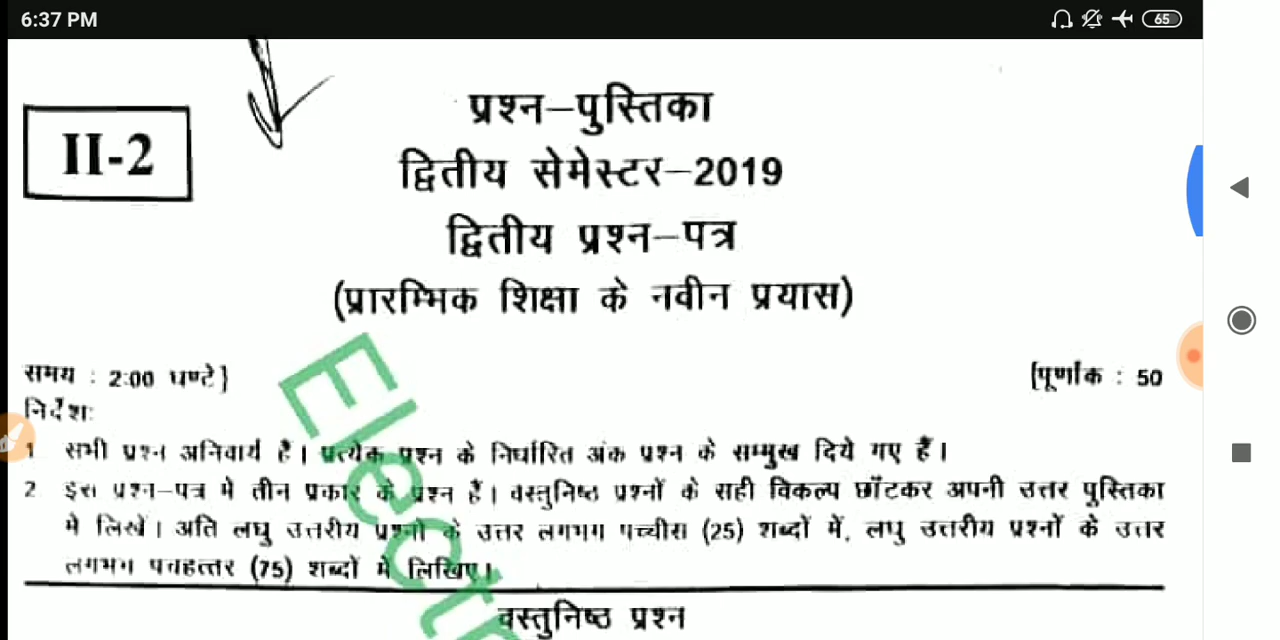 6:37 PM
65
II-2
प्रश्न–पुस्तिका
द्वितीय सेमेस्टर–2019
द्वितीय प्रश्न–पत्र
(प्रारम्भिक शिक्षा के नवीन प्रयास)
समय : 2:00 घण्टे}
[पूर्णांक : 50
निर्देशः
1 सभी प्रश्न अनिवार्य हैं। प्रत्येक प्रश्न के निर्धारित अंक प्रश्न के सम्मुख दिये गए हैं।
2 इस प्रश्न–पत्र मे तीन प्रकार के प्रश्न हैं। वस्तुनिष्ठ प्रश्नों के सही विकल्प छाँटकर अपनी उत्तर पुस्तिका
मे लिखें। अति लघु उत्तरीय प्रश्नों के उत्तर लगभग पच्चीस (25) शब्दों में, लघु उत्तरीय प्रश्नों के उत्तर
लगभग पचहत्तर (75) शब्दों मे लिखिए।
वस्तुनिष्ठ प्रश्न
Electr